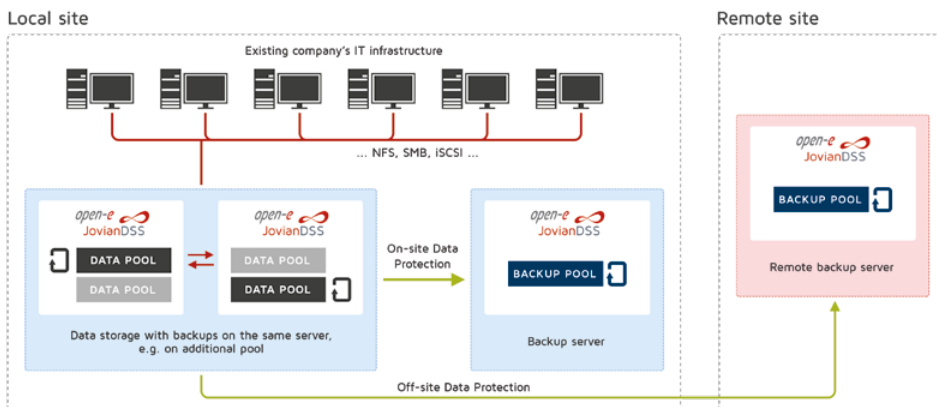 Local site
Remote site
Existing company's IT infrastructure
... NFS, SMB, iSCSI ...
open-e
JovianDSS
DATA POOL
DATA POOL
open-e
JovianDSS
DATA POOL
DATA POOL
Data storage with backups on the same server,
e.g. on additional pool
On-site Data
Protection
open-e
JovianDSS
BACKUP POOL
Backup server
open-e
JovianDSS
BACKUP POOL
Remote backup server
Off-site Data Protection